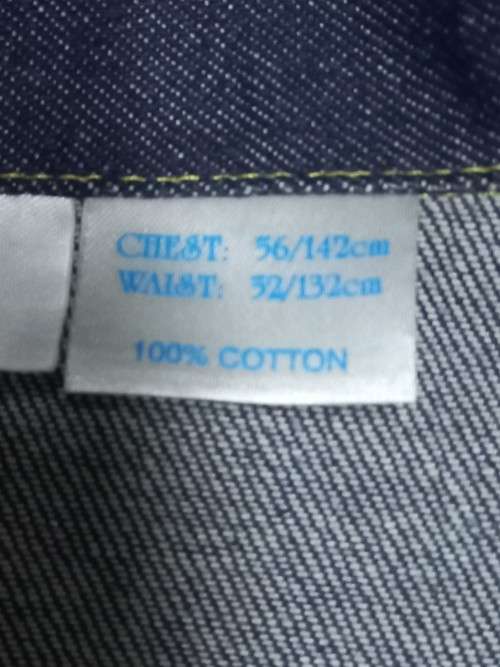 CHEST: 56/142cm
WAIST: 52/132cm
100% COTTON